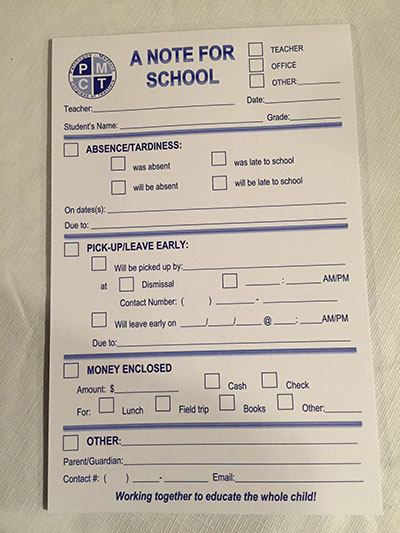 P M
C T
A NOTE FOR
SCHOOL
TEACHER
OFFICE
OTHER:
Teacher: Date:
Student's Name: Grade:
ABSENCE/TARDINESS:
was absent was late to school
will be absent will be late to school
On dates(s):
Due to:
PICK-UP/LEAVE EARLY:
Will be picked up by:
at Dismissal : AM/PM
Contact Number: ( ) -
Will leave early on / / @ : AM/PM
Due to:
MONEY ENCLOSED
Amount: $ Cash Check
For: Lunch Field trip Books Other:
OTHER:
Parent/Guardian:
Contact #: ( ) - Email:
Working together to educate the whole child!